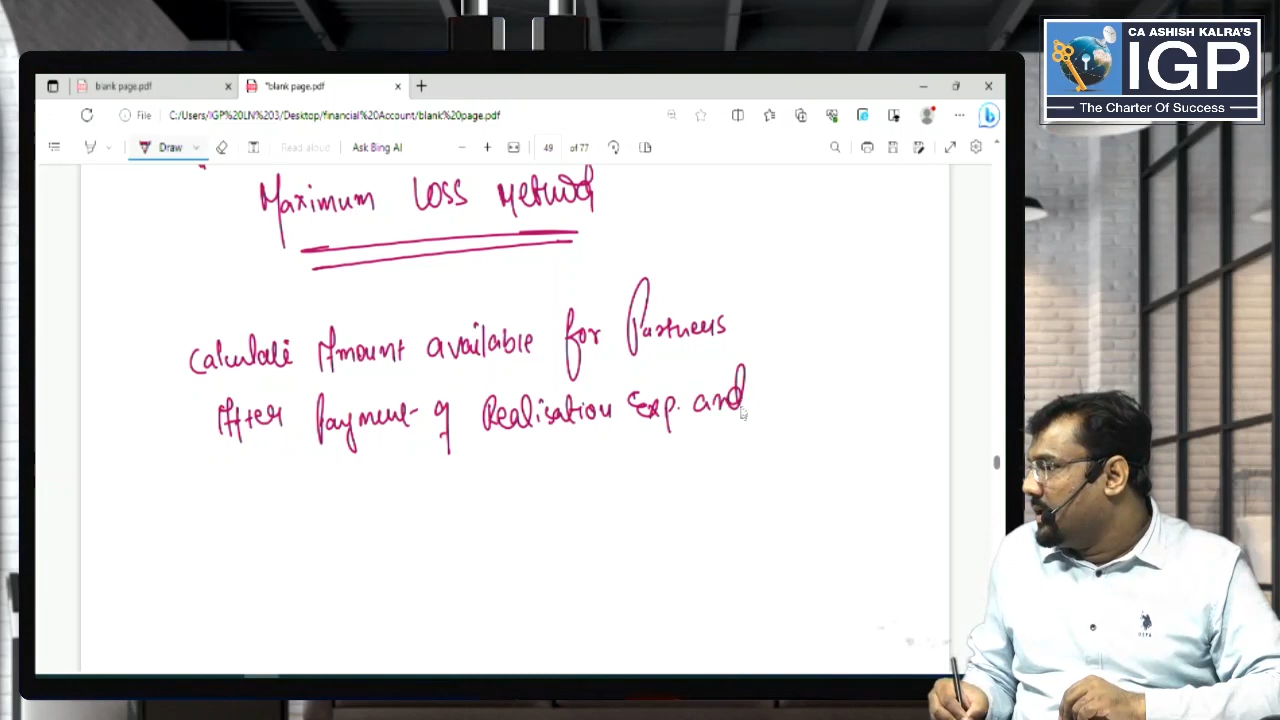 CA ASHISH KALRA'S
IGP
The Charter Of Success
blank page.pdf
*blank page.pdf
File
C:/Users/IGP%20LN%203/Desktop/financial%20Account/blank%20page.pdf
Draw
Read aloud
Ask Bing AI
49 of 77
Maximum Loss Method
Calculate Amount available for Partners
After Payment of Realisation Exp. and